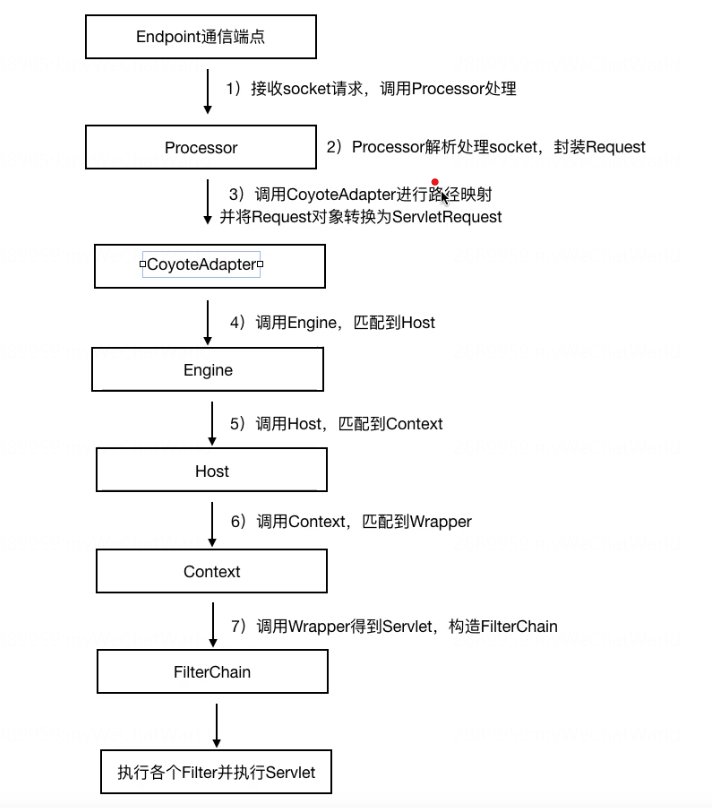 Endpoint通信端点
1）接收socket请求，调用Processor处理
Processor
2）Processor解析处理socket，封装Request
3）调用CoyoteAdapter进行路径映射
并将Request对象转换为ServletRequest
CoyoteAdapter
4）调用Engine，匹配到Host
Engine
5）调用Host，匹配到Context
Host
6）调用Context，匹配到Wrapper
Context
7）调用Wrapper得到Servlet，构造FilterChain
FilterChain
执行各个Filter并执行Servlet